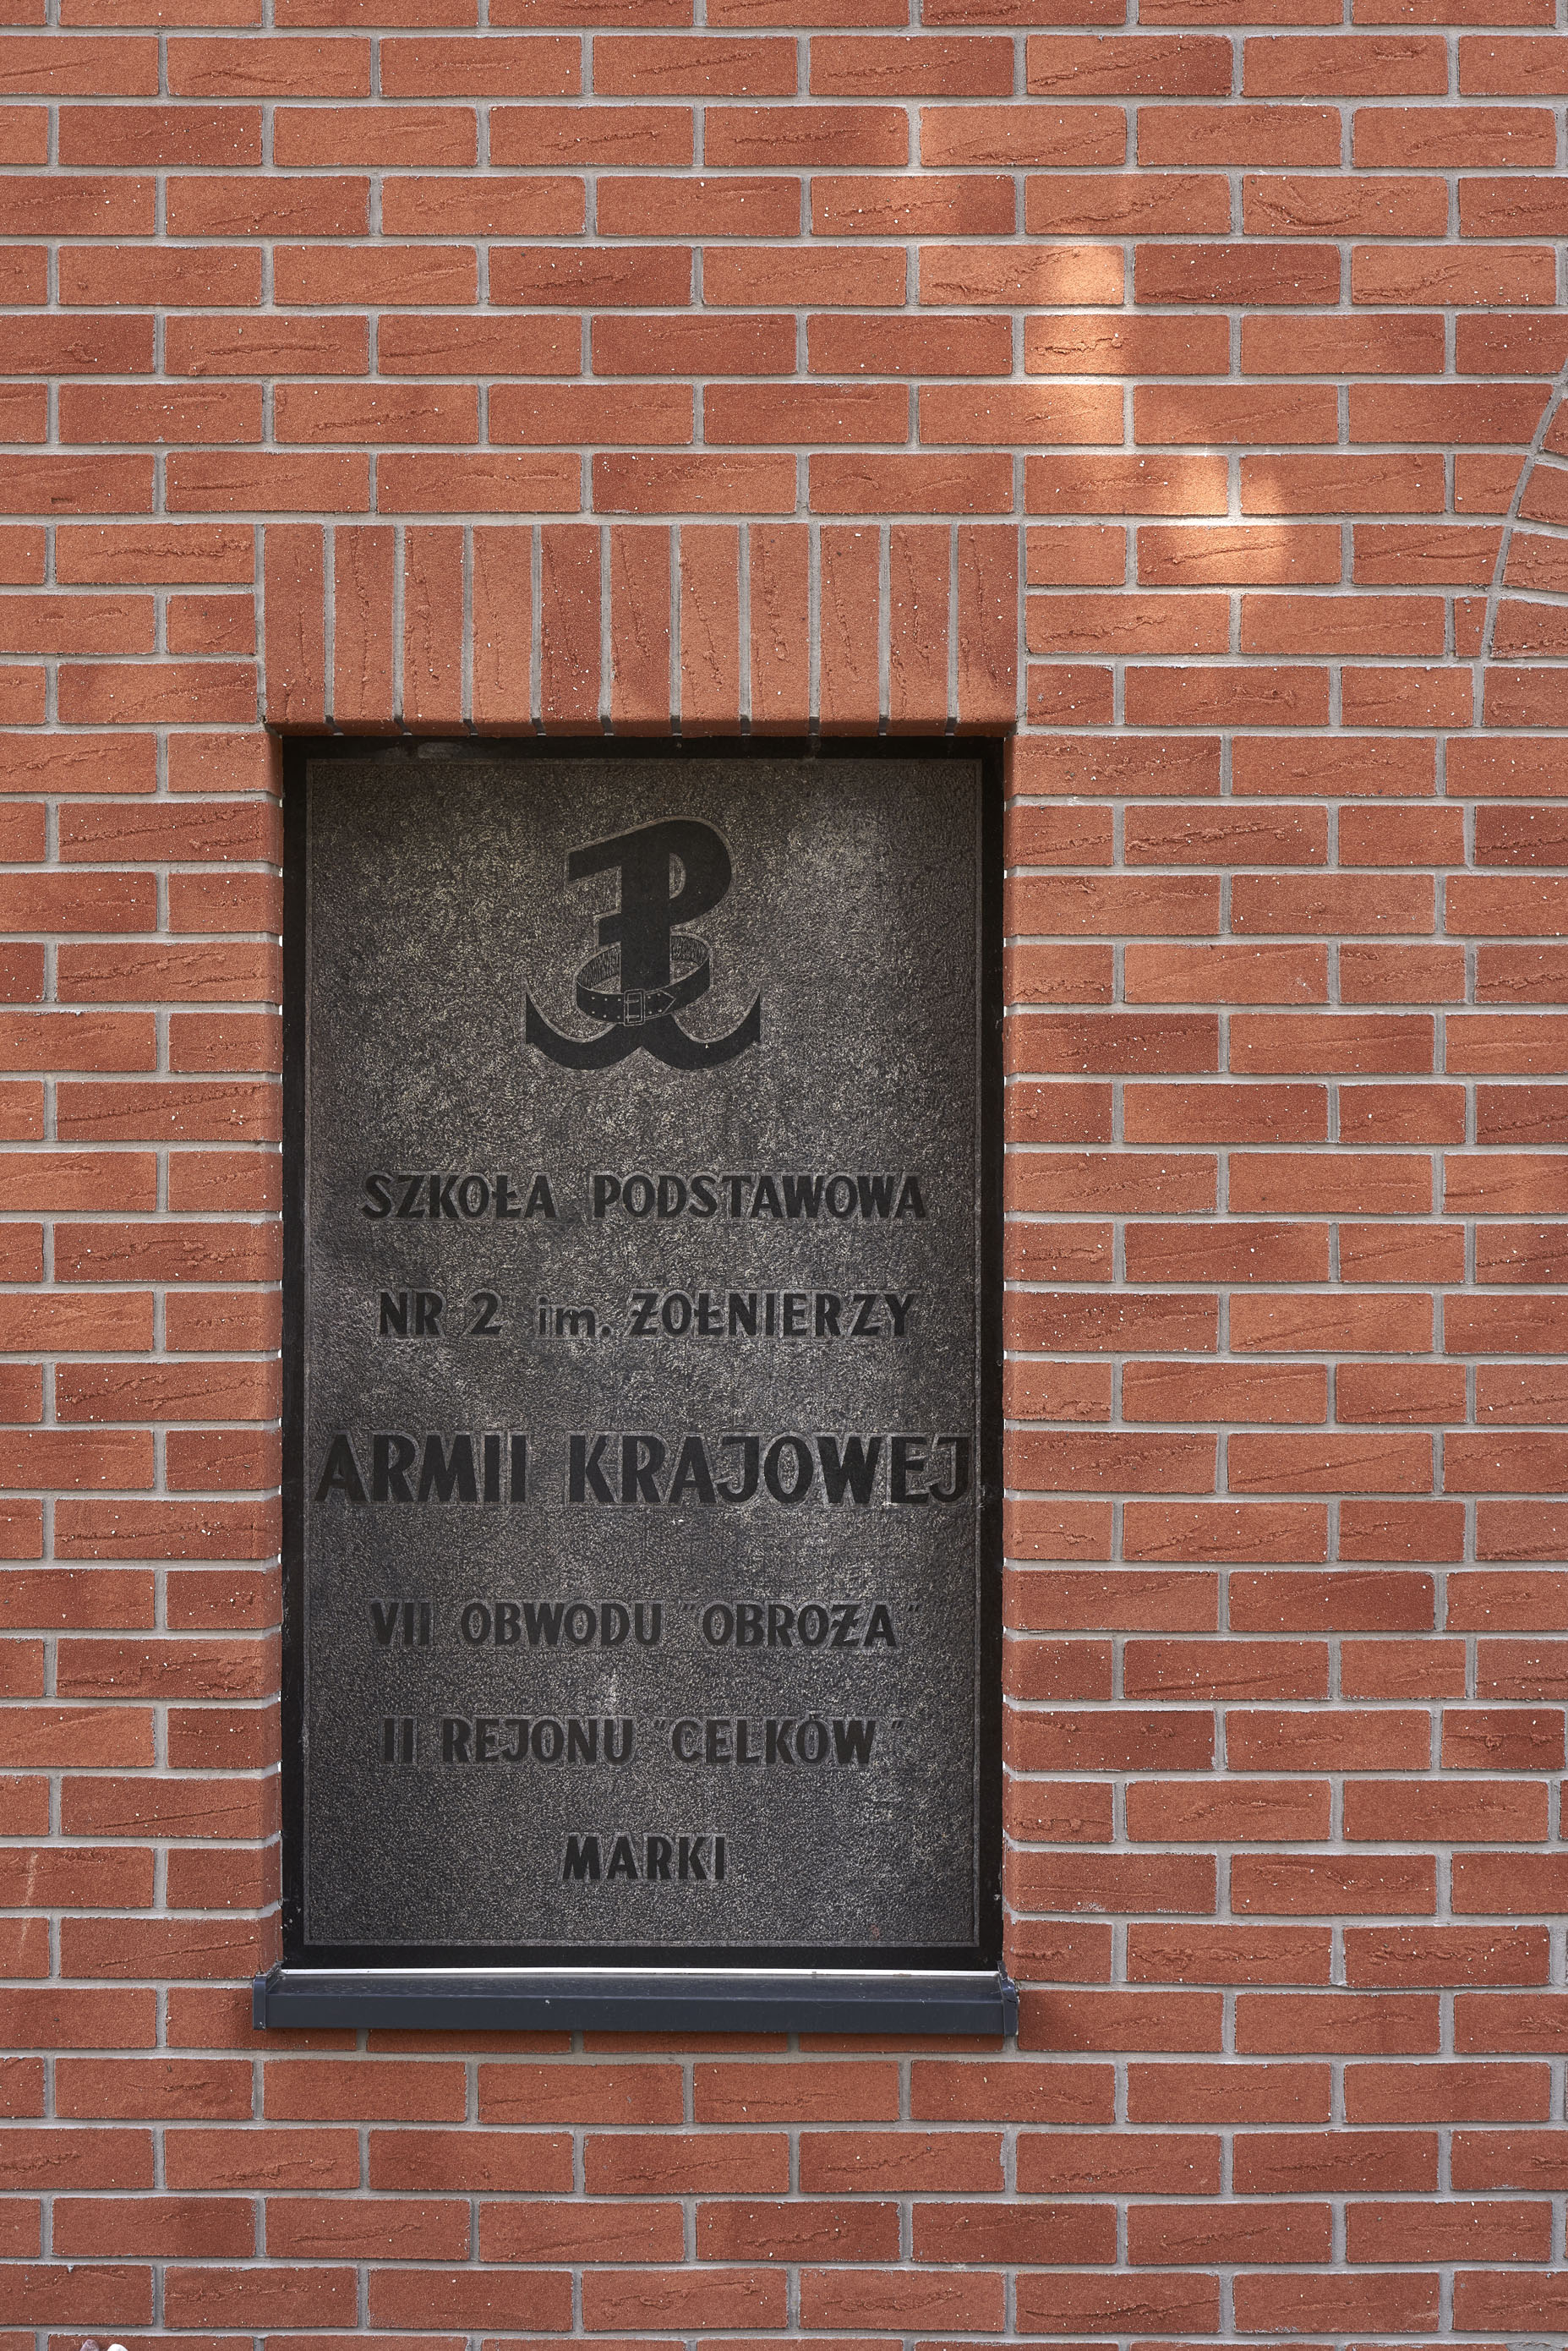 SZKOŁA PODSTAWOWA
NR 2 im. ŻOŁNIERZY
ARMII KRAJOWEJ
VII OBWODU "OBROŻA"
II REJONU "CELKÓW"
MARKI